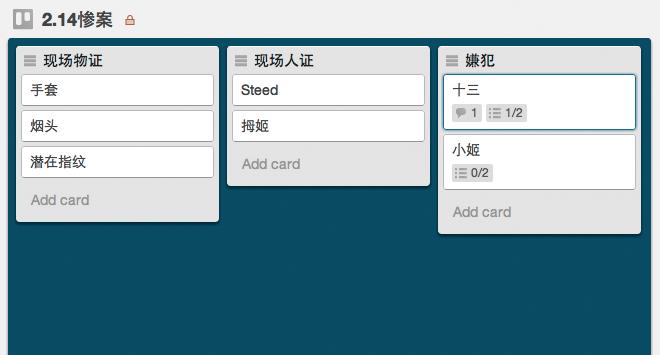 2.14惨案
现场物证
手套
烟头
潜在指纹
Add card
现场人证
Steed
拇姬
Add card
嫌犯
十三
1
1/2
小姬
0/2
Add card